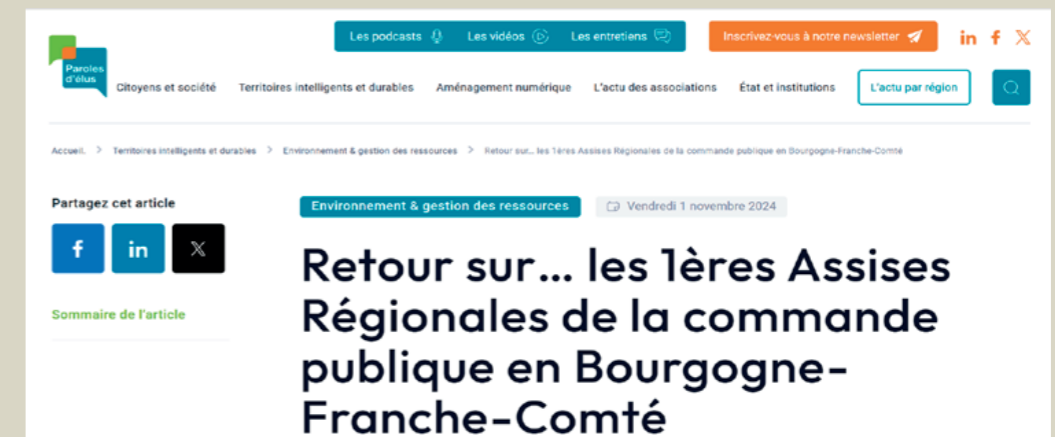 Les podcasts Les vidéos Les entretiens Inscrivez-vous à notre newsletter in f X
Paroles
d'élus
Citoyens et société Territoires intelligents et durables Aménagement numérique L'actu des associations État et institutions L'actu par région
Accueil. > Territoires intelligents et durables > Environnement & gestion des ressources > Retour sur... les 1ères Assises Régionales de la commande publique en Bourgogne-Franche-Comté
Partagez cet article
f in X
Sommaire de l'article
Environnement & gestion des ressources Vendredi 1 novembre 2024
Retour sur... les 1ères Assises
Régionales de la commande
publique en Bourgogne-
Franche-Comté